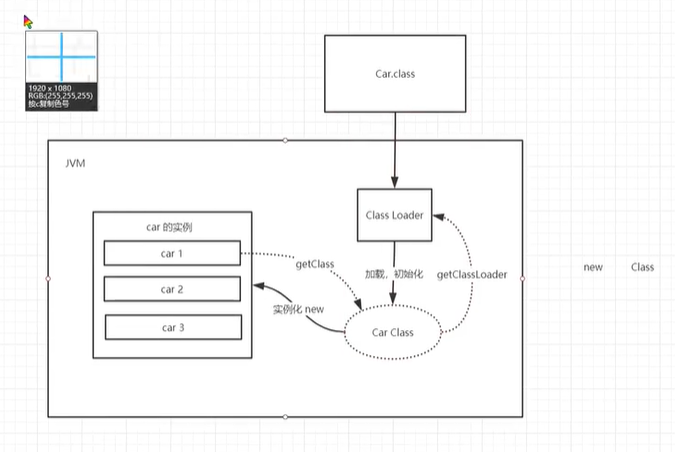 1920 x 1080
RGB:(255,255,255)
按c复制色号
Car.class
JVM
Class Loader
car 的实例
car 1
getClass
加载，初始化
getClassLoader
new
Class
car 2
实例化 new
car 3
Car Class